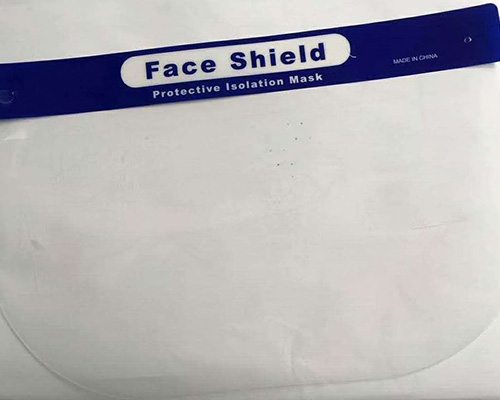 Face Shield
Protective Isolation Mask
MADE IN CHINA